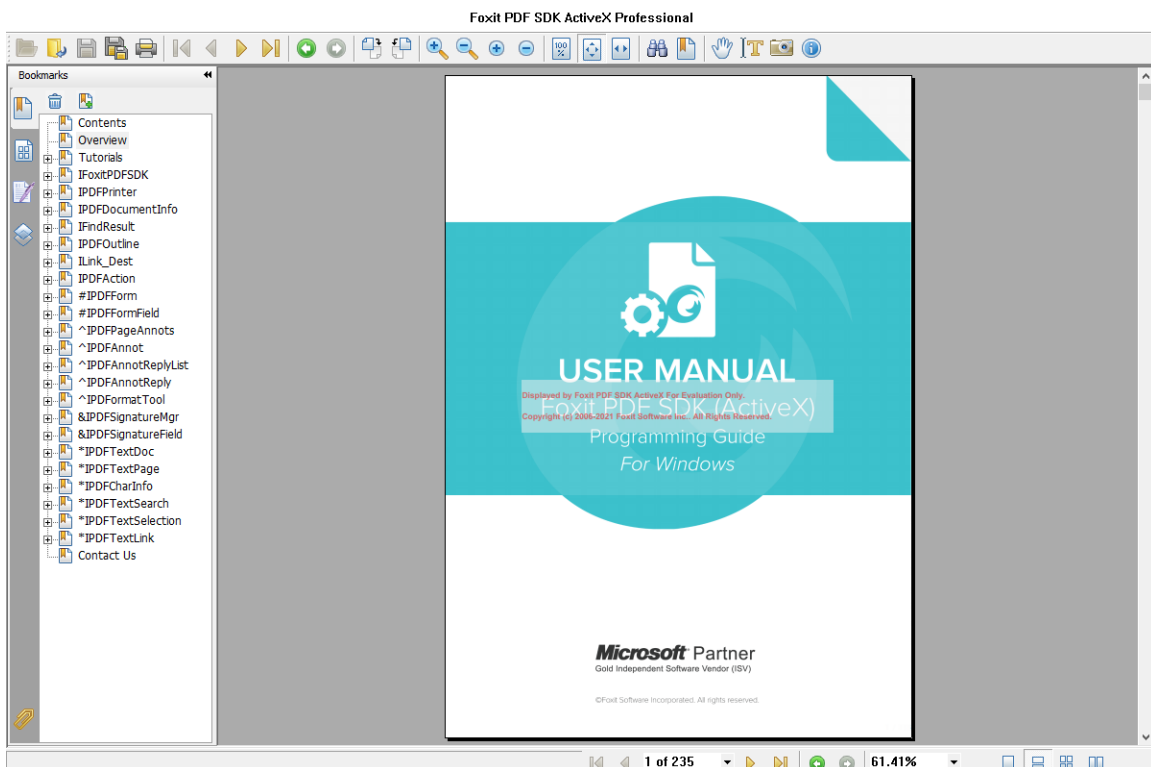 Foxit PDF SDK ActiveX Professional
100 %
T
Bookmarks
Contents
Overview
Tutorials
IFoxitPDFSDK
IPDFPrinter
IPDFDocumentInfo
IFindResult
IPDFOutline
ILink_Dest
IPDFAction
#IPDFForm
#IPDFFormField
^IPDFPageAnnots
^IPDFAnnot
^IPDFAnnotReplyList
^IPDFAnnotReply
^IPDFormatTool
&IPDFSignatureMgr
&IPDFSignatureField
*IPDFTextDoc
*IPDFTextPage
*IPDFCharInfo
*IPDFTextSearch
*IPDFTextSelection
*IPDFTextLink
Contact Us
USER MANUAL
Displayed by Foxit PDF SDK ActiveX For Evaluation Only.
Foxit PDF SDK (ActiveX)
Copyright (c) 2006-2021 Foxit Software Inc.. All Rights Reserved.
Programming Guide
For Windows
Microsoft Partner
Gold Independent Software Vendor (ISV)
©Foxit Software Incorporated. All rights reserved.
1 of 235
61.41%